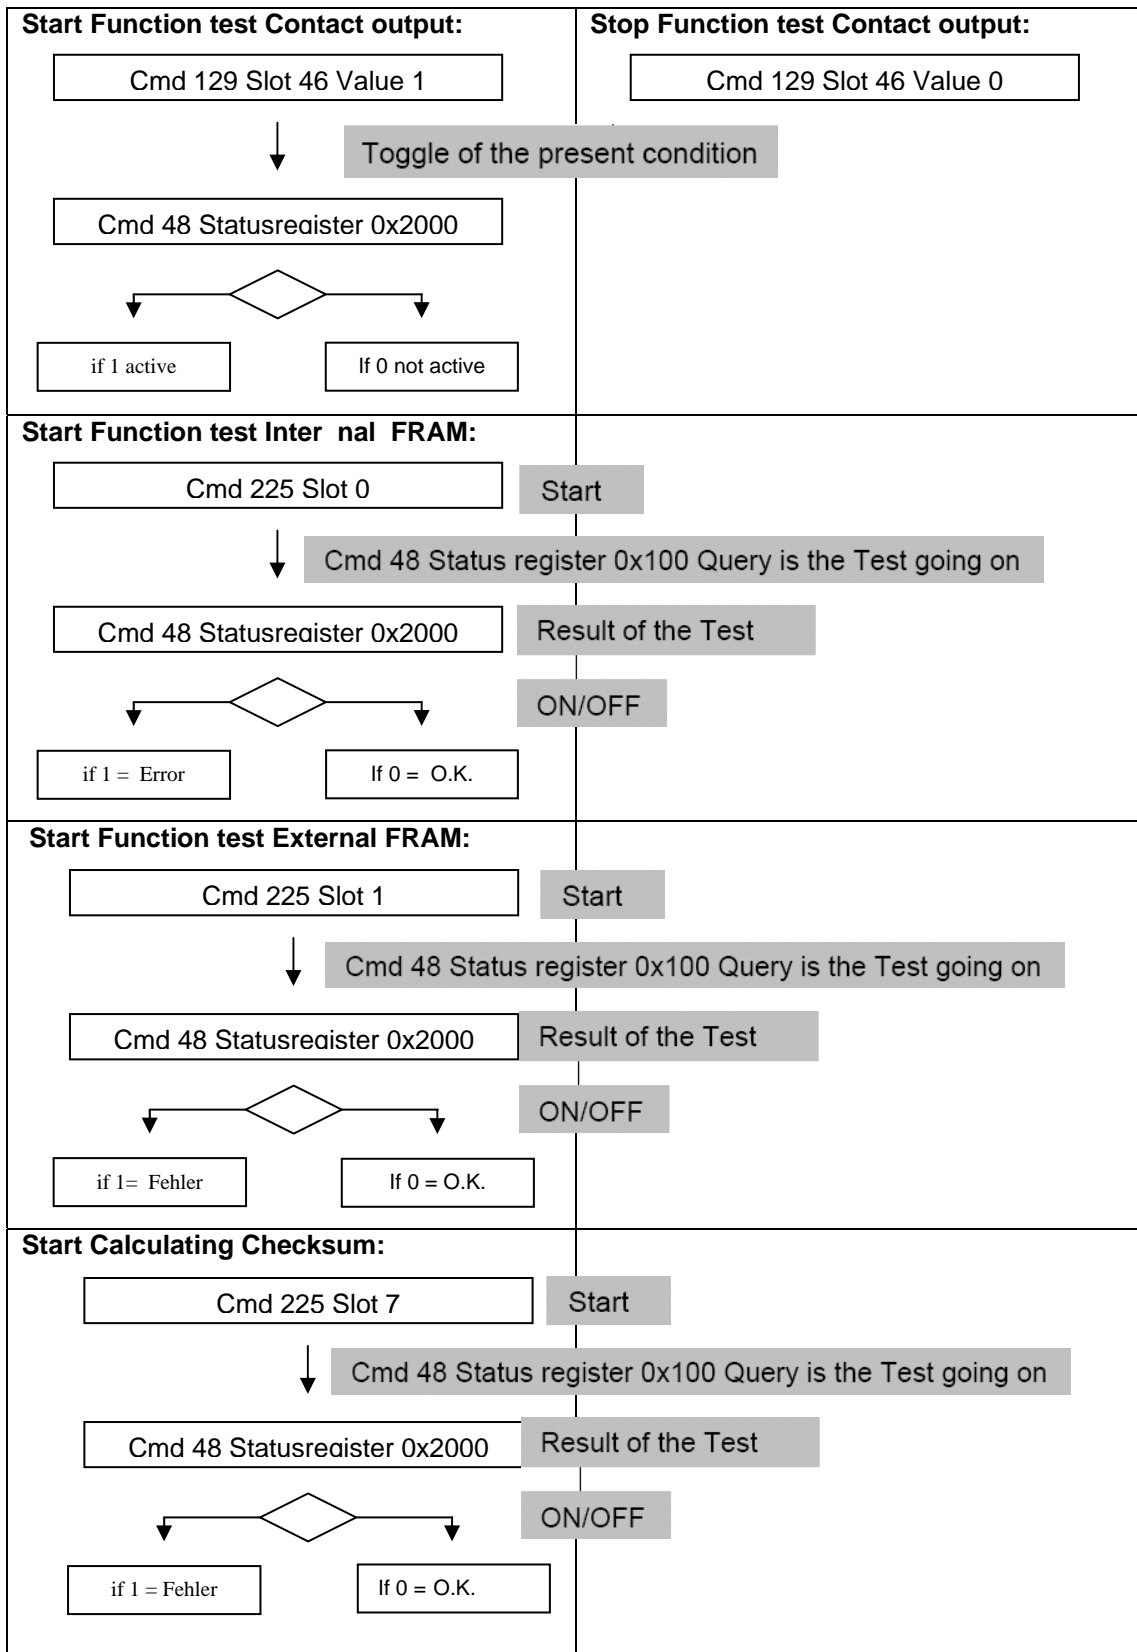 Start Function test Contact output:
Stop Function test Contact output:
Cmd 129 Slot 46 Value 1
Cmd 129 Slot 46 Value 0
Toggle of the present condition
Cmd 48 Statusregister 0x2000
if 1 active
If 0 not active
Start Function test Inter nal FRAM:
Cmd 225 Slot 0
Start
Cmd 48 Status register 0x100 Query is the Test going on
Cmd 48 Statusregister 0x2000
Result of the Test
ON/OFF
if 1 = Error
If 0 = O.K.
Start Function test External FRAM:
Cmd 225 Slot 1
Start
Cmd 48 Status register 0x100 Query is the Test going on
Cmd 48 Statusregister 0x2000
Result of the Test
ON/OFF
if 1= Fehler
If 0 = O.K.
Start Calculating Checksum:
Cmd 225 Slot 7
Start
Cmd 48 Status register 0x100 Query is the Test going on
Cmd 48 Statusregister 0x2000
Result of the Test
ON/OFF
if 1 = Fehler
If 0 = O.K.